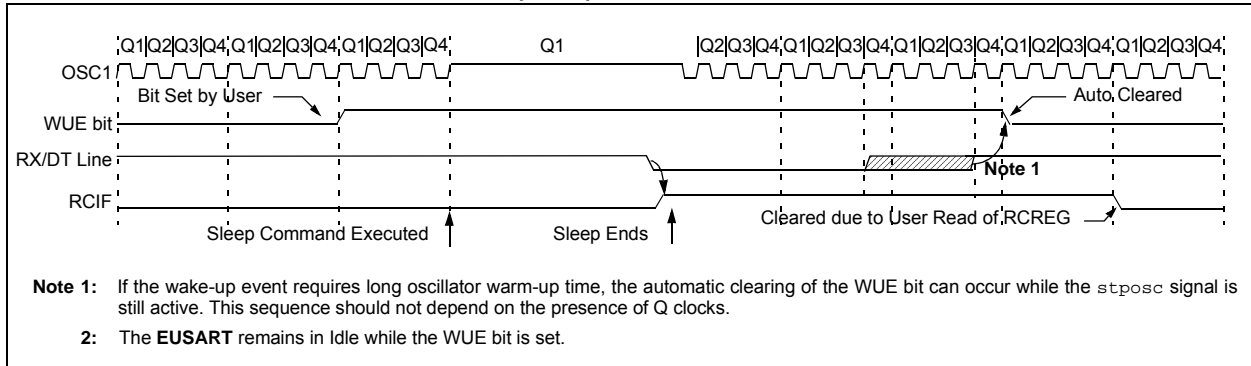 Q1|Q2|Q3|Q4 Q1|Q2|Q3|Q4 Q1|Q2|Q3|Q4 Q1 |Q2|Q3|Q4 Q1|Q2|Q3|Q4 Q1|Q2|Q3|Q4 Q1|Q2|Q3|Q4 Q1|Q2|Q3|Q4
OSC1
Bit Set by User Auto Cleared
WUE bit
RX/DT Line
Note 1
RCIF
Cleared due to User Read of RCREG
Sleep Command Executed Sleep Ends
Note 1: If the wake-up event requires long oscillator warm-up time, the automatic clearing of the WUE bit can occur while the stposc signal is
still active. This sequence should not depend on the presence of Q clocks.
2: The EUSART remains in Idle while the WUE bit is set.